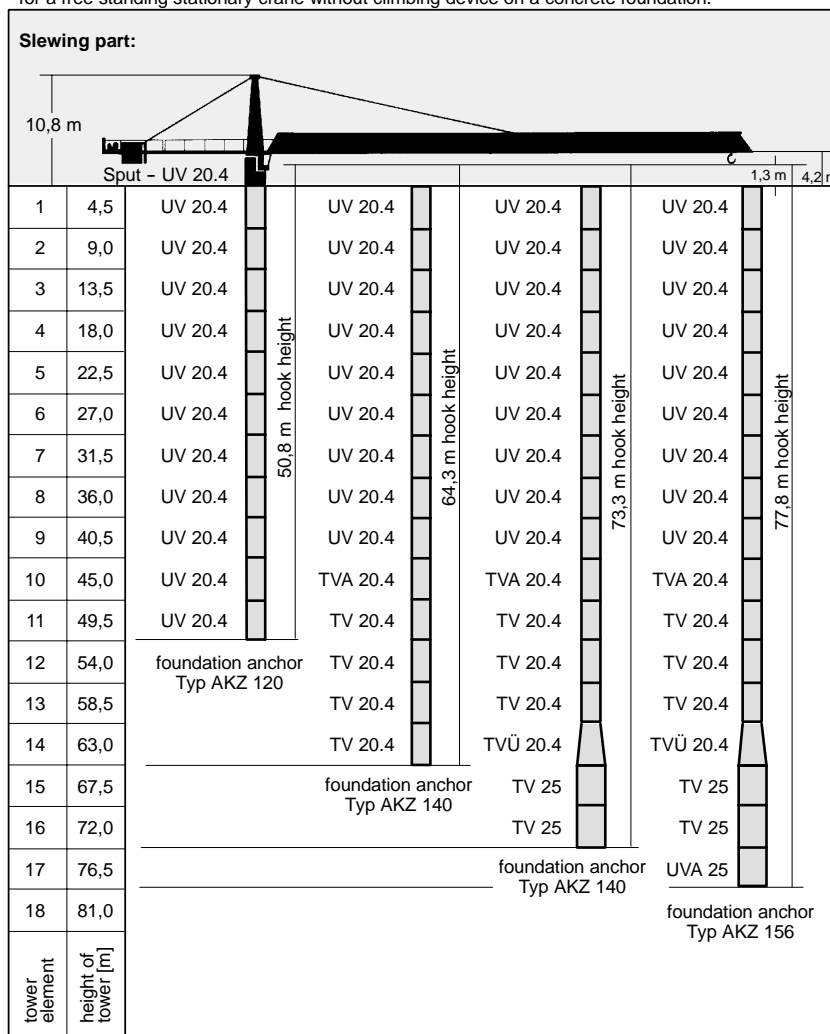 for a free standing stationary crane without climbing device on a concrete foundation.
Slewing part:
10,8 m
Sput - UV 20.4
1,3 m
4,2
1 4,5 UV 20.4 UV 20.4 UV 20.4 UV 20.4
2 9,0 UV 20.4 UV 20.4 UV 20.4 UV 20.4
3 13,5 UV 20.4 UV 20.4 UV 20.4 UV 20.4
4 18,0 UV 20.4 UV 20.4 UV 20.4 UV 20.4
5 22,5 UV 20.4 UV 20.4 UV 20.4 UV 20.4
6 27,0 UV 20.4 UV 20.4 UV 20.4 UV 20.4
7 31,5 UV 20.4 UV 20.4 UV 20.4 UV 20.4
8 36,0 UV 20.4 UV 20.4 UV 20.4 UV 20.4
9 40,5 UV 20.4 UV 20.4 UV 20.4 UV 20.4
10 45,0 UV 20.4 TVA 20.4 TVA 20.4 TVA 20.4
11 49,5 UV 20.4 TV 20.4 TV 20.4 TV 20.4
12 54,0 TV 20.4 TV 20.4 TV 20.4
13 58,5 TV 20.4 TV 20.4 TV 20.4
14 63,0 TV 20.4 TVÜ 20.4 TVÜ 20.4
15 67,5 TV 25 TV 25
16 72,0 TV 25 TV 25
17 76,5 UVA 25
18 81,0
50,8 m hook height
64,3 m hook height
73,3 m hook height
77,8 m hook height
foundation anchor
Typ AKZ 120
foundation anchor
Typ AKZ 140
foundation anchor
Typ AKZ 140
foundation anchor
Typ AKZ 156
tower
element
height of
tower [m]